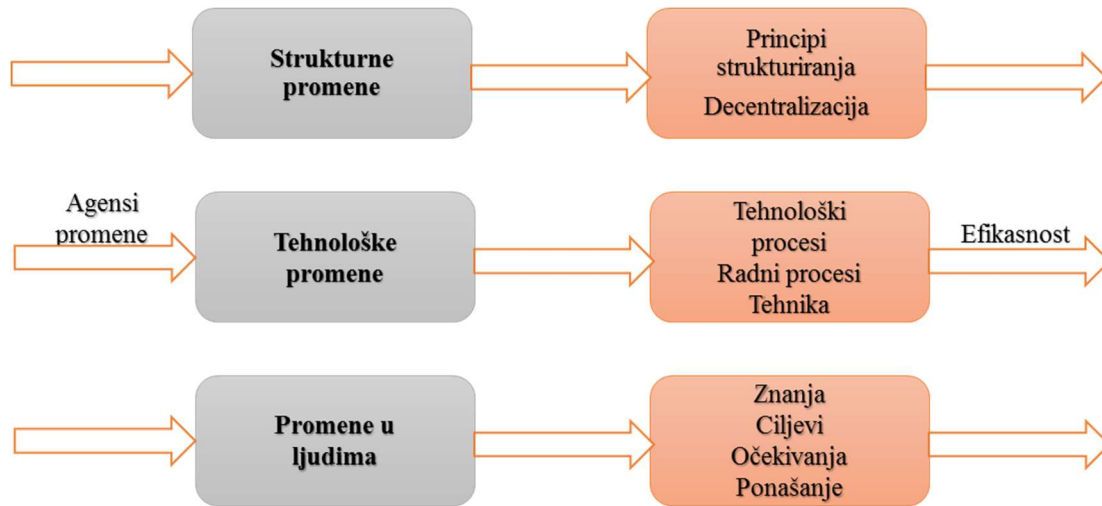 Strukturne
promene
Principi
strukturiranja
Decentralizacija
Agensi
promene
Tehnološke
promene
Tehnološki
procesi
Radni procesi
Tehnika
Efikasnost
Promene u
ljudima
Znanja
Ciljevi
Očekivanja
Ponašanje